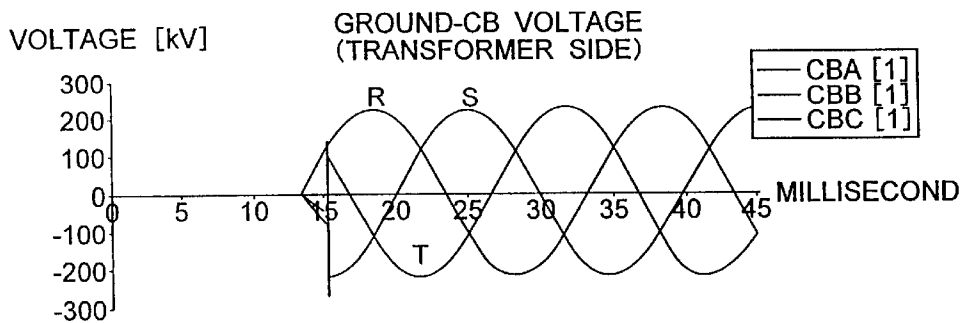 GROUND-CB VOLTAGE
(TRANSFORMER SIDE)
VOLTAGE [kV]
CBA [1]
CBB [1]
CBC [1]
300
200
100
0
-100
-200
-300
R
S
T
0 5 10 15 20 25 30 35 40 45
MILLISECOND